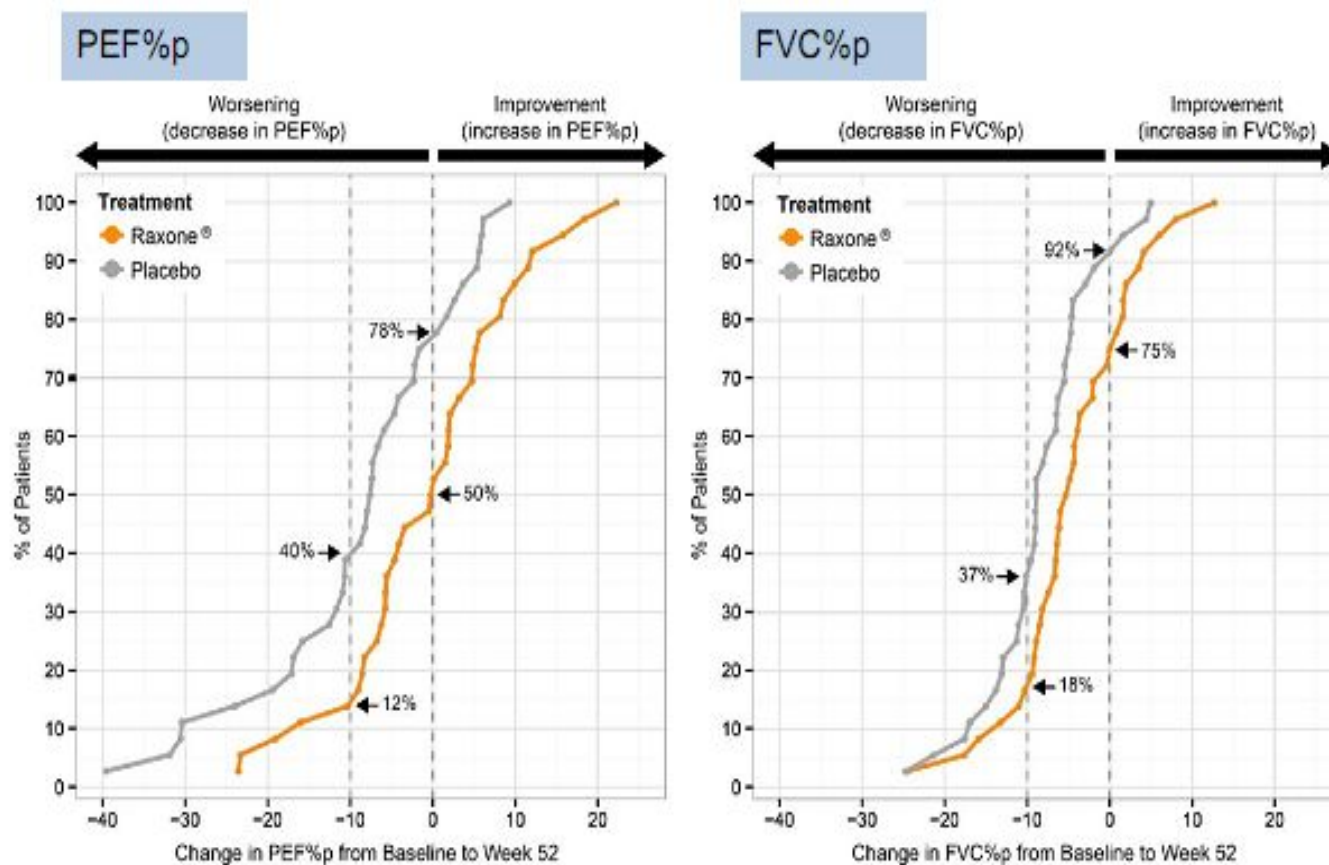 PEF%p
Worsening
(decrease in PEF%p)
Improvement
(increase in PEF%p)
Treatment
Raxone®
Placebo
% of Patients
100
90
80
70
60
50
40
30
20
10
0
78%
50%
40%
12%
−40
−30
−20
−10
0
10
20
Change in PEF%p from Baseline to Week 52
FVC%p
Worsening
(decrease in FVC%p)
Improvement
(increase in FVC%p)
Treatment
Raxone®
Placebo
% of Patients
100
90
80
70
60
50
40
30
20
10
0
92%
75%
37%
18%
−40
−30
−20
−10
0
10
20
Change in FVC%p from Baseline to Week 52